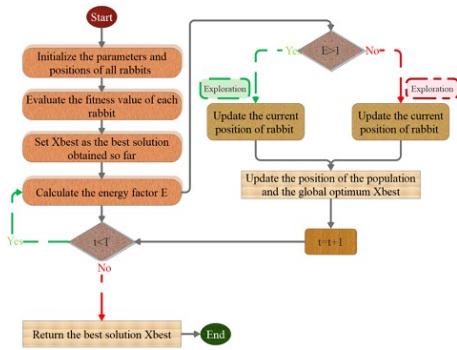 Start
Initialize the parameters and
positions of all rabbits
Evaluate the fitness value of each
rabbit
Set Xbest as the best solution
obtained so far
Calculate the energy factor E
Yes
t<T
No
Return the best solution Xbest
End
E>1
Yes
No
Exploration
Exploration
Update the current
position of rabbit
Update the current
position of rabbit
Update the position of the population
and the global optimum Xbest
t=t+1